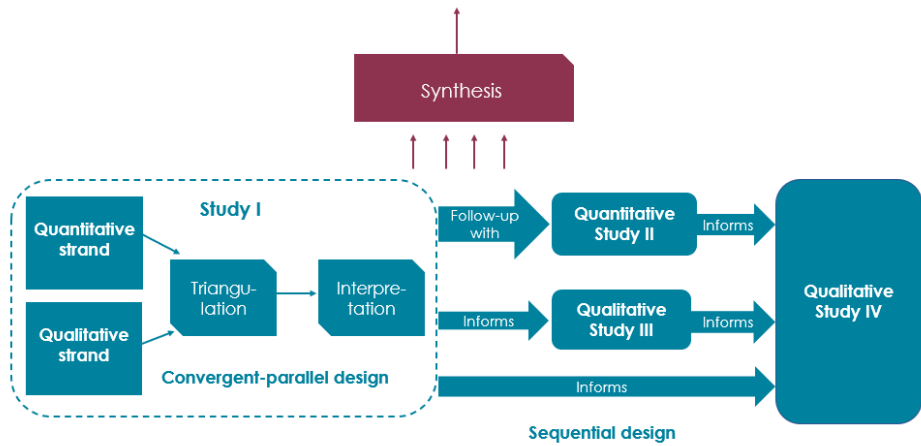 Synthesis
Study I
Quantitative
strand
Qualitative
strand
Triangu-
lation
Interpre-
tation
Convergent-parallel design
Follow-up
with
Quantitative
Study II
Informs
Informs
Qualitative
Study III
Informs
Informs
Qualitative
Study IV
Sequential design